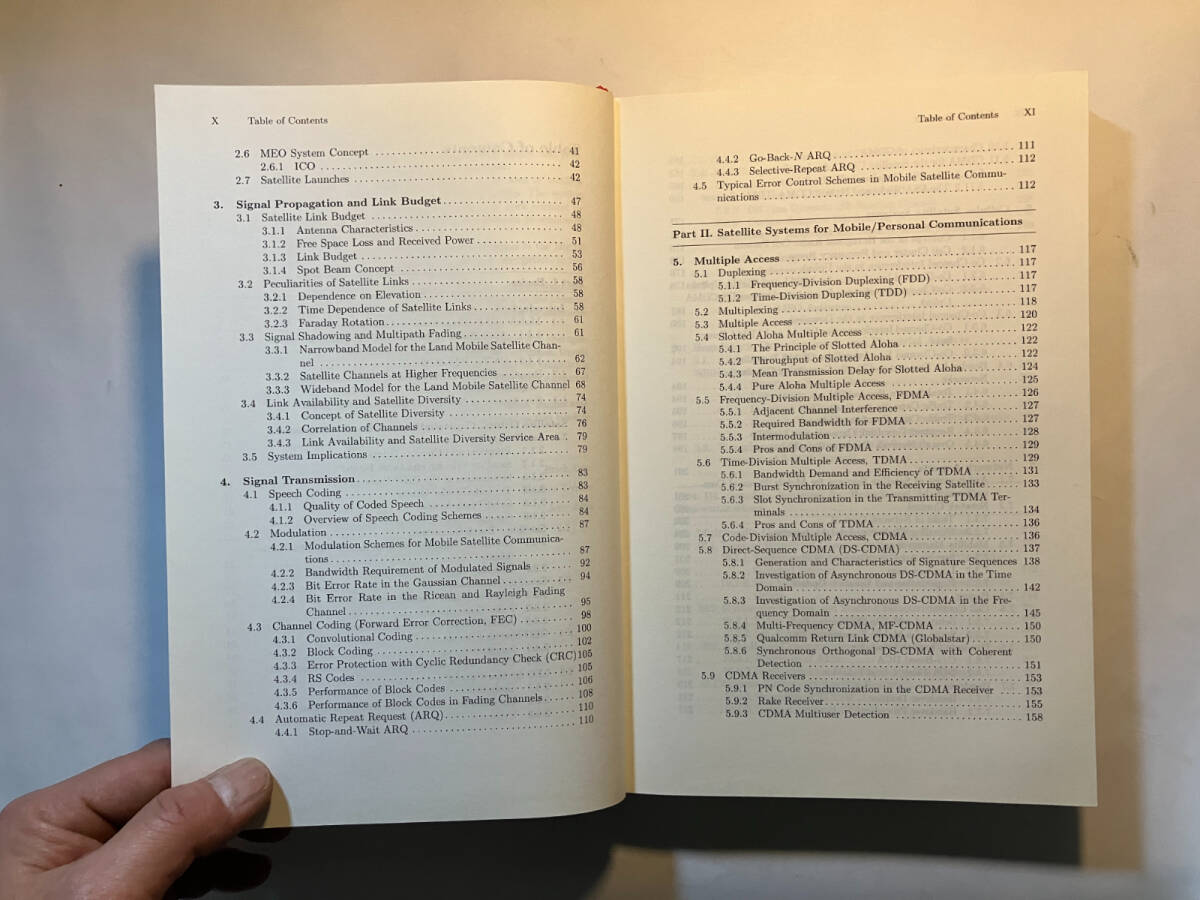 X Table of Contents
2.6 MEO System Concept 41
2.6.1 ICO 42
2.7 Satellite Launches 42
3. Signal Propagation and Link Budget 47
3.1 Satellite Link Budget 48
3.1.1 Antenna Characteristics 48
3.1.2 Free Space Loss and Received Power 51
3.1.3 Link Budget 53
3.1.4 Spot Beam Concept 56
3.2 Peculiarities of Satellite Links 58
3.2.1 Dependence on Elevation 58
3.2.2 Time Dependence of Satellite Links 58
3.2.3 Faraday Rotation 61
3.3 Signal Shadowing and Multipath Fading 61
3.3.1 Narrowband Model for the Land Mobile Satellite Chan-
nel 62
3.3.2 Satellite Channels at Higher Frequencies 67
3.3.3 Wideband Model for the Land Mobile Satellite Channel 68
3.4 Link Availability and Satellite Diversity 74
3.4.1 Concept of Satellite Diversity 74
3.4.2 Correlation of Channels 76
3.4.3 Link Availability and Satellite Diversity Service Area 79
3.5 System Implications 79
4. Signal Transmission 83
4.1 Speech Coding 83
4.1.1 Quality of Coded Speech 84
4.1.2 Overview of Speech Coding Schemes 84
4.2 Modulation 87
4.2.1 Modulation Schemes for Mobile Satellite Communica-
tions 87
4.2.2 Bandwidth Requirement of Modulated Signals 92
4.2.3 Bit Error Rate in the Gaussian Channel 94
4.2.4 Bit Error Rate in the Ricean and Rayleigh Fading
Channel 95
4.3 Channel Coding (Forward Error Correction, FEC) 98
4.3.1 Convolutional Coding 100
4.3.2 Block Coding 102
4.3.3 Error Protection with Cyclic Redundancy Check (CRC) 105
4.3.4 RS Codes 105
4.3.5 Performance of Block Codes 106
4.3.6 Performance of Block Codes in Fading Channels 108
4.4 Automatic Repeat Request (ARQ) 110
4.4.1 Stop-and-Wait ARQ 110
Table of Contents XI
4.4.2 Go-Back-N ARQ 111
4.4.3 Selective-Repeat ARQ 112
4.5 Typical Error Control Schemes in Mobile Satellite Commu-
nications 112
Part II. Satellite Systems for Mobile/Personal Communications
5. Multiple Access 117
5.1 Duplexing 117
5.1.1 Frequency-Division Duplexing (FDD) 117
5.1.2 Time-Division Duplexing (TDD) 117
5.2 Multiplexing 118
5.3 Multiple Access 120
5.4 Slotted Aloha Multiple Access 122
5.4.1 The Principle of Slotted Aloha 122
5.4.2 Throughput of Slotted Aloha 122
5.4.3 Mean Transmission Delay for Slotted Aloha 124
5.4.4 Pure Aloha Multiple Access 125
5.5 Frequency-Division Multiple Access, FDMA 126
5.5.1 Adjacent Channel Interference 127
5.5.2 Required Bandwidth for FDMA 127
5.5.3 Intermodulation 128
5.5.4 Pros and Cons of FDMA 129
5.6 Time-Division Multiple Access, TDMA 129
5.6.1 Bandwidth Demand and Efficiency of TDMA 131
5.6.2 Burst Synchronization in the Receiving Satellite 133
5.6.3 Slot Synchronization in the Transmitting TDMA Ter-
minals 134
5.6.4 Pros and Cons of TDMA 136
5.7 Code-Division Multiple Access, CDMA 136
5.8 Direct-Sequence CDMA (DS-CDMA) 137
5.8.1 Generation and Characteristics of Signature Sequences 138
5.8.2 Investigation of Asynchronous DS-CDMA in the Time
Domain 142
5.8.3 Investigation of Asynchronous DS-CDMA in the Fre-
quency Domain 145
5.8.4 Multi-Frequency CDMA, MF-CDMA 150
5.8.5 Qualcomm Return Link CDMA (Globalstar) 150
5.8.6 Synchronous Orthogonal DS-CDMA with Coherent
Detection 151
5.9 CDMA Receivers 153
5.9.1 PN Code Synchronization in the CDMA Receiver 153
5.9.2 Rake Receiver 155
5.9.3 CDMA Multiuser Detection 158